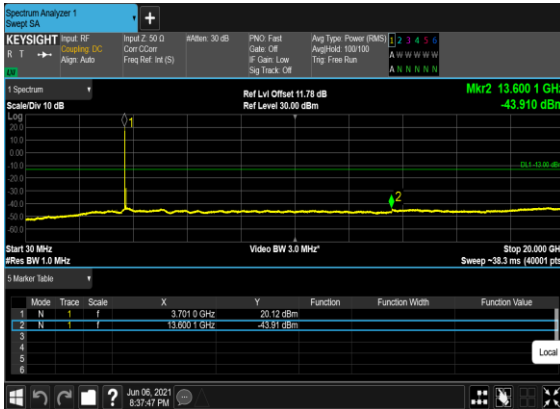 Spectrum Analyzer 1
Swept SA
+
KEYSIGHT Input: RF Input Z: 50 Ω #Atten: 30 dB PNO: Fast Avg Type: Power (RMS) 1 2 3 4 5 6
R T Coupling: DC Corr CCorr Gate: Off Avg|Hold: 100/100 A W W W W W
Align: Auto Freq Ref: Int (S) IF Gain: Low Trig: Free Run
LXI Sig Track: Off A N N N N N
1 Spectrum Ref Lvl Offset 11.78 dB Mkr2 13.600 1 GHz
Scale/Div 10 dB Ref Level 30.00 dBm -43.910 dBm
Log
20.0
10.0
0.00
-10.0
-20.0
-30.0
-40.0
-50.0
-60.0
1
DL1 -13.00 dBm
2
Start 30 MHz Video BW 3.0 MHz* Stop 20.000 GH
#Res BW 1.0 MHz Sweep ~38.3 ms (40001 pts
5 Marker Table
Mode Trace Scale X Y Function Function Width Function Value
1 N 1 f 3.701 0 GHz 20.12 dBm
2 N 1 f 13.600 1 GHz -43.91 dBm
3
4
5
6
Local
? Jun 06, 2021
8:37:47 PM